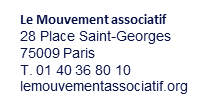 Le Mouvement associatif
28 Place Saint-Georges
75009 Paris
T. 01 40 36 80 10
lemouvementassociatif.org